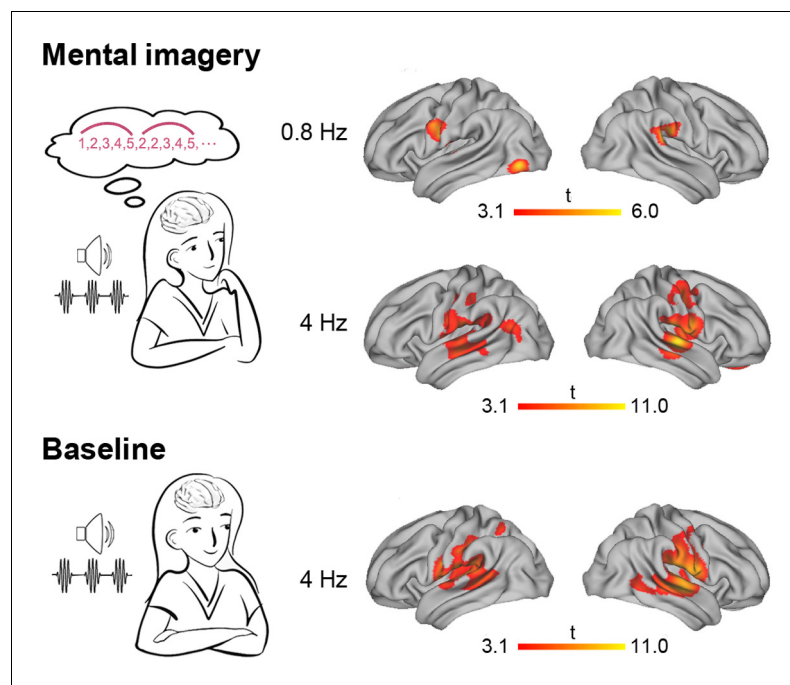 Mental imagery
1,2,3,4,5,2,2,3,4,5, ···
0.8 Hz
t
3.1 6.0
4 Hz
t
3.1 11.0
Baseline
4 Hz
t
3.1 11.0